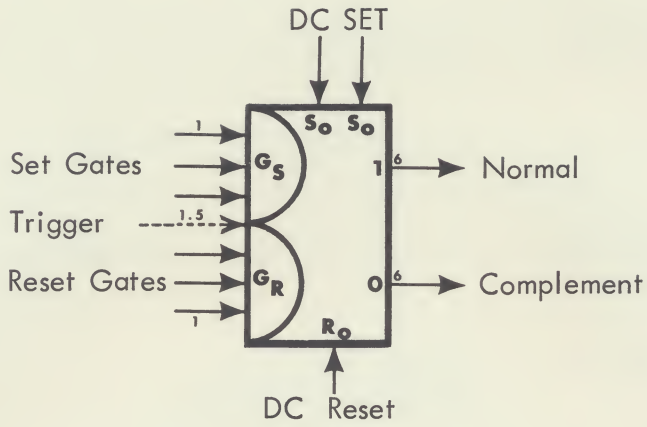 DC SET
So So
1
Set Gates
GS
1 6 Normal
Trigger 1.5
Reset Gates
GR
0 6 Complement
1
Ro
DC Reset